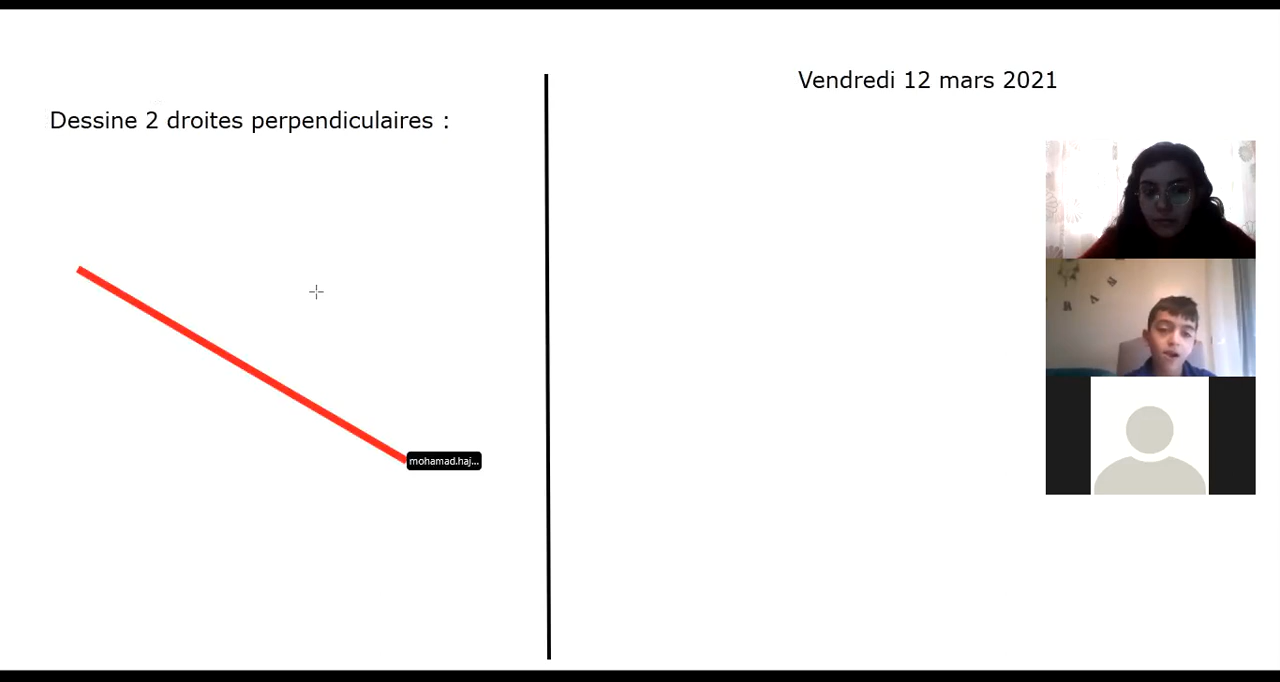 Vendredi 12 mars 2021
Dessine 2 droites perpendiculaires :
mohamad.haj...